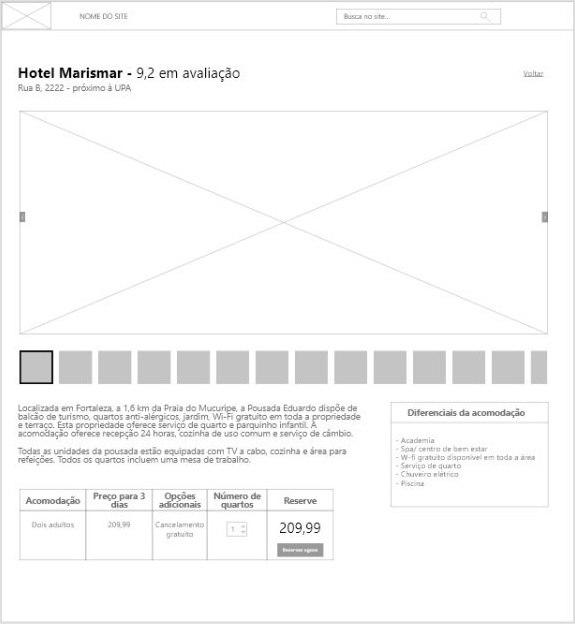 NOME DO SITE
Busca no site...
Hotel Marismar - 9,2 em avaliação
Voltar
Rua B, 2222 - próximo à UPA
Localizada em Fortaleza, a 1,6 km da Praia do Mucuripe, a Pousada Eduardo dispõe de
balcão de turismo, quartos anti-alérgicos, jardim, Wi-Fi gratuito em toda a propriedade
e terraço. Esta propriedade oferece serviço de quarto e parquinho infantil. A
acomodação oferece recepção 24 horas, cozinha de uso comum e serviço de câmbio.
Todas as unidades da pousada estão equipadas com TV a cabo, cozinha e área para
refeições. Todos os quartos incluem uma mesa de trabalho.
Diferenciais da acomodação
- Academia
- Spa/ centro de bem estar
- W-fi gratuito disponível em toda a área
- Serviço de quarto
- Chuveiro elétrico
- Piscina
Acomodação
Preço para 3
dias
Opções
adicionais
Número de
quartos
Reserve
Dois adultos
209,99
Cancelamento
gratuito
1
209,99
Reservar agora